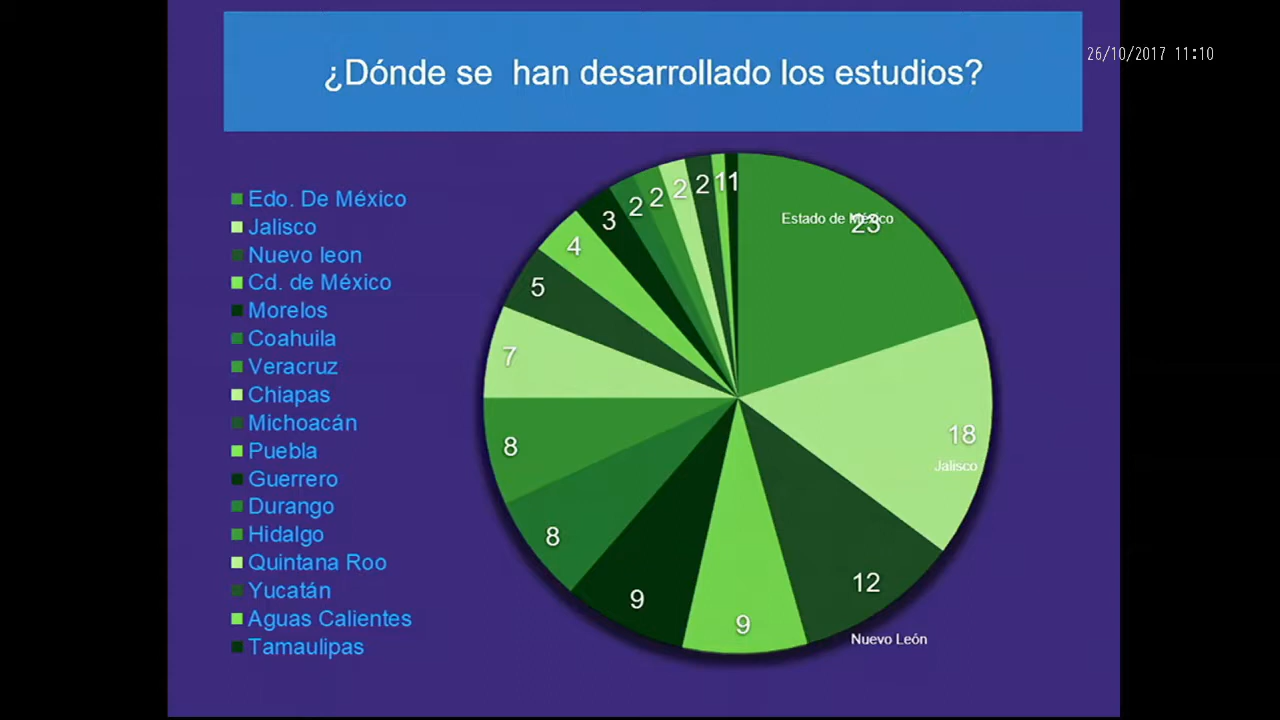 ¿Dónde se han desarrollado los estudios?
26/10/2017 11:10
Edo. De México
Jalisco
Nuevo leon
Cd. de México
Morelos
Coahuila
Veracruz
Chiapas
Michoacán
Puebla
Guerrero
Durango
Hidalgo
Quintana Roo
Yucatán
Aguas Calientes
Tamaulipas
Estado de México
23
18
Jalisco
12
Nuevo León
9
9
8
8
7
5
4
3
2
2
2
2
1
1